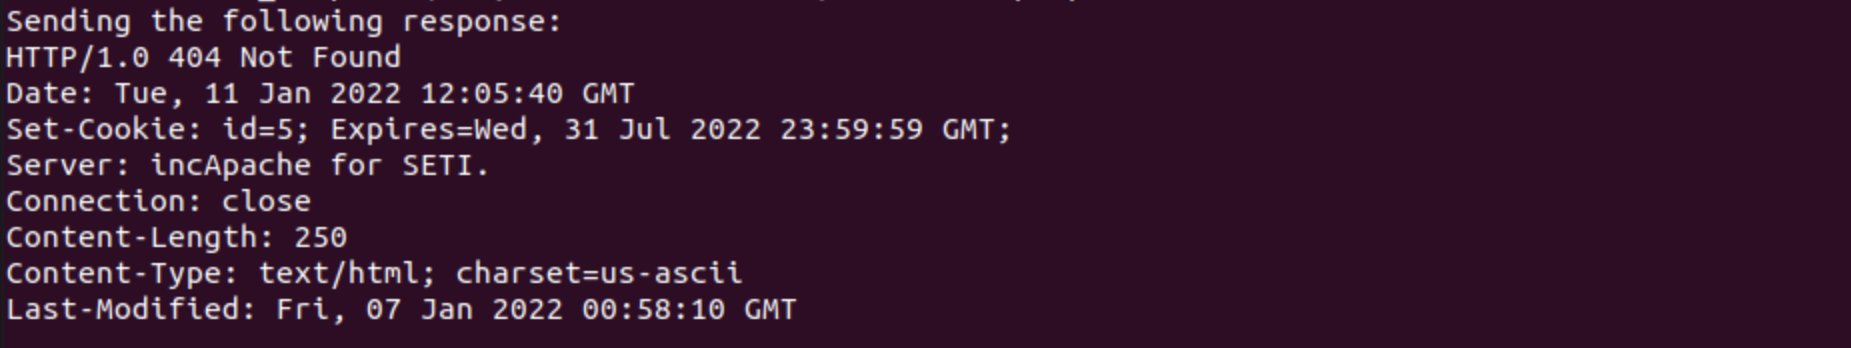 Sending the following response:
HTTP/1.0 404 Not Found
Date: Tue, 11 Jan 2022 12:05:40 GMT
Set-Cookie: id=5; Expires=Wed, 31 Jul 2022 23:59:59 GMT;
Server: incApache for SETI.
Connection: close
Content-Length: 250
Content-Type: text/html; charset=us-ascii
Last-Modified: Fri, 07 Jan 2022 00:58:10 GMT